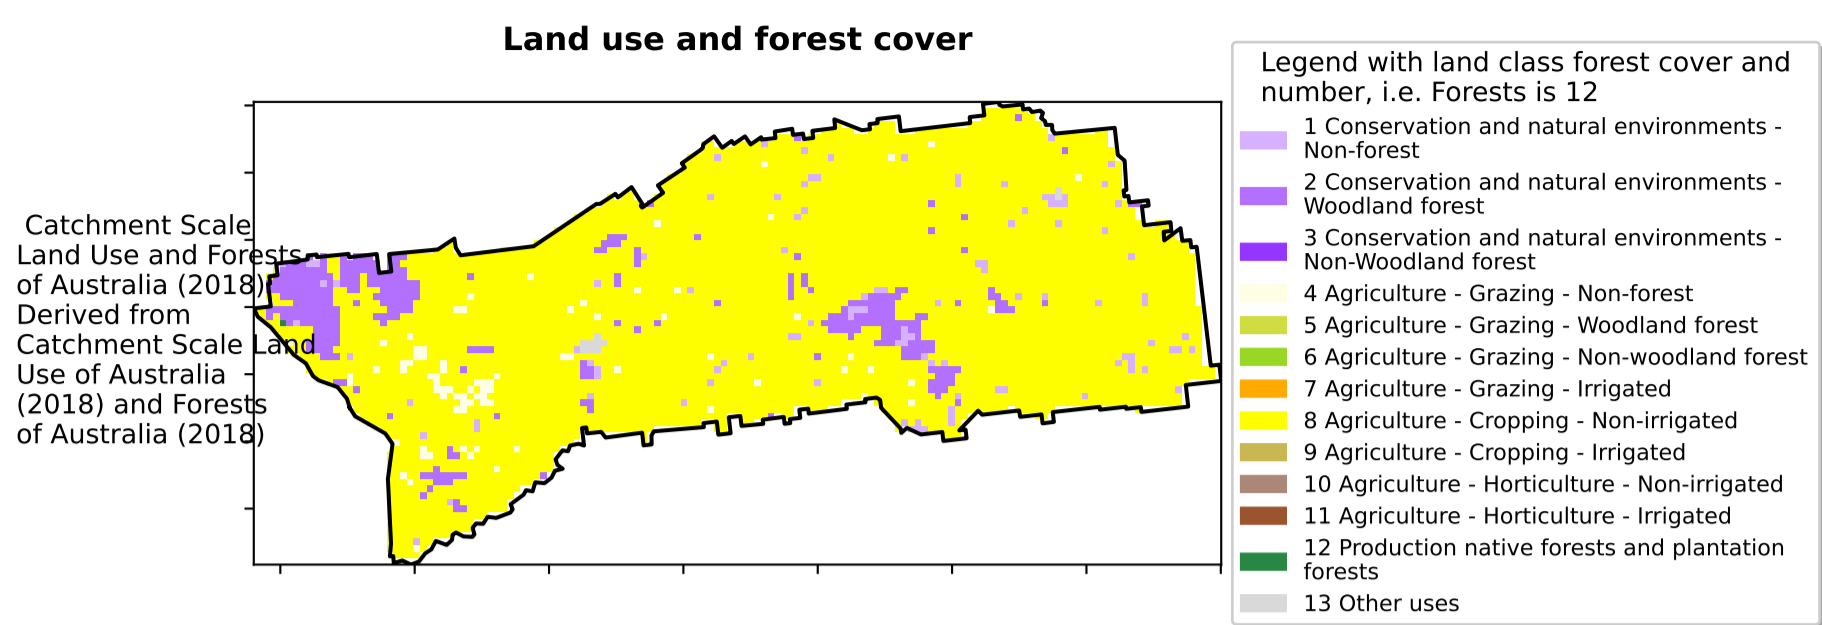 Land use and forest cover
Catchment Scale
Land Use and Forests
of Australia (2018)
Derived from
Catchment Scale Land
Use of Australia
(2018) and Forests
of Australia (2018)
Legend with land class forest cover and
number, i.e. Forests is 12
1 Conservation and natural environments -
Non-forest
2 Conservation and natural environments -
Woodland forest
3 Conservation and natural environments -
Non-Woodland forest
4 Agriculture - Grazing - Non-forest
5 Agriculture - Grazing - Woodland forest
6 Agriculture - Grazing - Non-woodland forest
7 Agriculture - Grazing - Irrigated
8 Agriculture - Cropping - Non-irrigated
9 Agriculture - Cropping - Irrigated
10 Agriculture - Horticulture - Non-irrigated
11 Agriculture - Horticulture - Irrigated
12 Production native forests and plantation
forests
13 Other uses